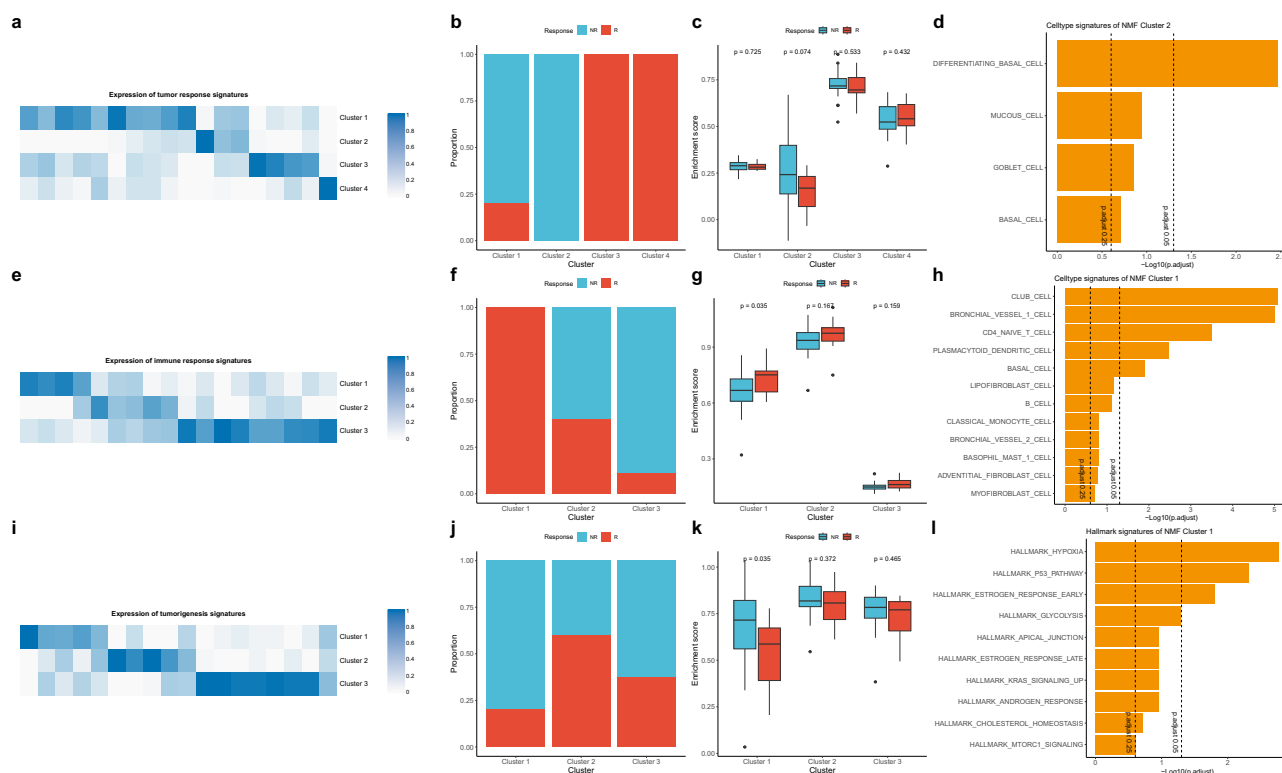 a
Expression of tumor response signatures
Cluster 1
Cluster 2
Cluster 3
Cluster 4
1
0.8
0.6
0.4
0.2
0
b
Response NR R
Proportion
1.00
0.75
0.50
0.25
0.00
Cluster 1 Cluster 2 Cluster 3 Cluster 4
Cluster
c
Response NR R
p = 0.725 p = 0.074 p = 0.533 p = 0.432
Enrichment score
0.75
0.50
0.25
0.00
Cluster 1 Cluster 2 Cluster 3 Cluster 4
Cluster
d
Celltype signatures of NMF Cluster 2
DIFFERENTIATING_BASAL_CELL
MUCOUS_CELL
GOBLET_CELL
BASAL_CELL
p.adjust 0.25
p.adjust 0.05
0.0 0.5 1.0 1.5 2.0 2.5
−Log10(p.adjust)
e
Expression of immune response signatures
Cluster 1
Cluster 2
Cluster 3
1
0.8
0.6
0.4
0.2
0
f
Response NR R
Proportion
1.00
0.75
0.50
0.25
0.00
Cluster 1 Cluster 2 Cluster 3
Cluster
g
Response NR R
p = 0.035 p = 0.167 p = 0.159
Enrichment score
0.9
0.6
0.3
Cluster 1 Cluster 2 Cluster 3
Cluster
h
Celltype signatures of NMF Cluster 1
CLUB_CELL
BRONCHIAL_VESSEL_1_CELL
CD4_NAIVE_T_CELL
PLASMACYTOID_DENDRITIC_CELL
BASAL_CELL
LIPOFIBROBLAST_CELL
B_CELL
CLASSICAL_MONOCYTE_CELL
BRONCHIAL_VESSEL_2_CELL
BASOPHIL_MAST_1_CELL
ADVENTITIAL_FIBROBLAST_CELL
MYOFIBROBLAST_CELL
p.adjust 0.25
p.adjust 0.05
0 1 2 3 4 5
−Log10(p.adjust)
i
Expression of tumorigenesis signatures
Cluster 1
Cluster 2
Cluster 3
1
0.8
0.6
0.4
0.2
0
j
Response NR R
Proportion
1.00
0.75
0.50
0.25
0.00
Cluster 1 Cluster 2 Cluster 3
Cluster
k
Response NR R
p = 0.035 p = 0.372 p = 0.465
Enrichment score
1.00
0.75
0.50
0.25
0.00
Cluster 1 Cluster 2 Cluster 3
Cluster
l
Hallmark signatures of NMF Cluster 1
HALLMARK_HYPOXIA
HALLMARK_P53_PATHWAY
HALLMARK_ESTROGEN_RESPONSE_EARLY
HALLMARK_GLYCOLYSIS
HALLMARK_APICAL_JUNCTION
HALLMARK_ESTROGEN_RESPONSE_LATE
HALLMARK_KRAS_SIGNALING_UP
HALLMARK_ANDROGEN_RESPONSE
HALLMARK_CHOLESTEROL_HOMEOSTASIS
HALLMARK_MTORC1_SIGNALING
p.adjust 0.25
p.adjust 0.05
0 1 2
−Log10(p.adjust)